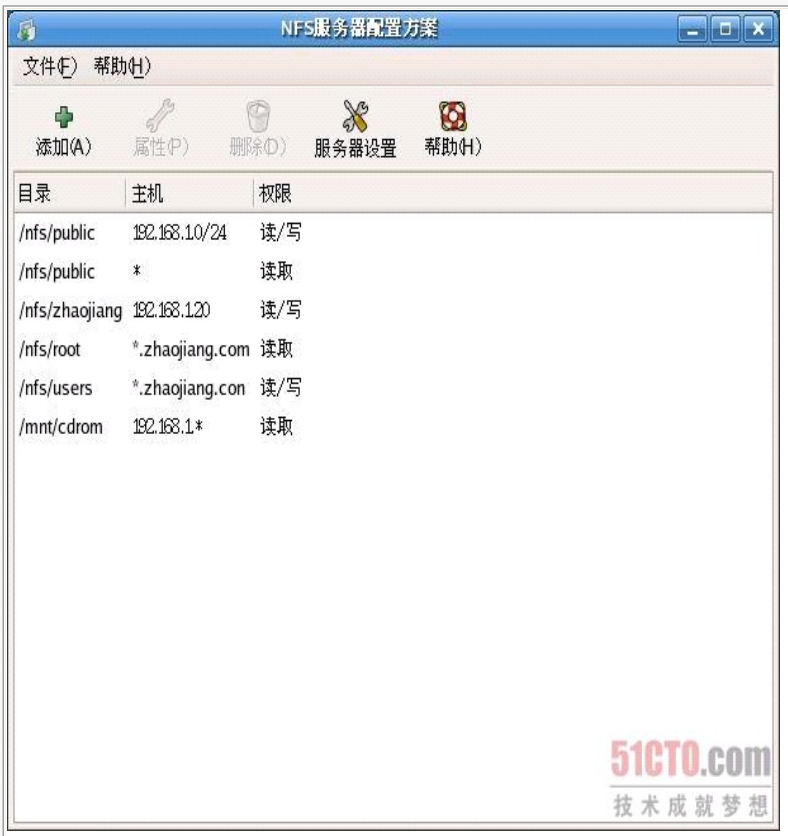 NFS服务器配置方案
文件(F) 帮助(H)
添加(A) 属性(P) 删除(D) 服务器设置 帮助(H)
目录 主机 权限
/nfs/public 192.168.1.0/24 读/写
/nfs/public * 读取
/nfs/zhaojiang 192.168.1.20 读/写
/nfs/root *.zhaojiang.com 读取
/nfs/users *.zhaojiang.con 读/写
/mnt/cdrom 192.168.1.* 读取
51CTO.com
技术成就梦想